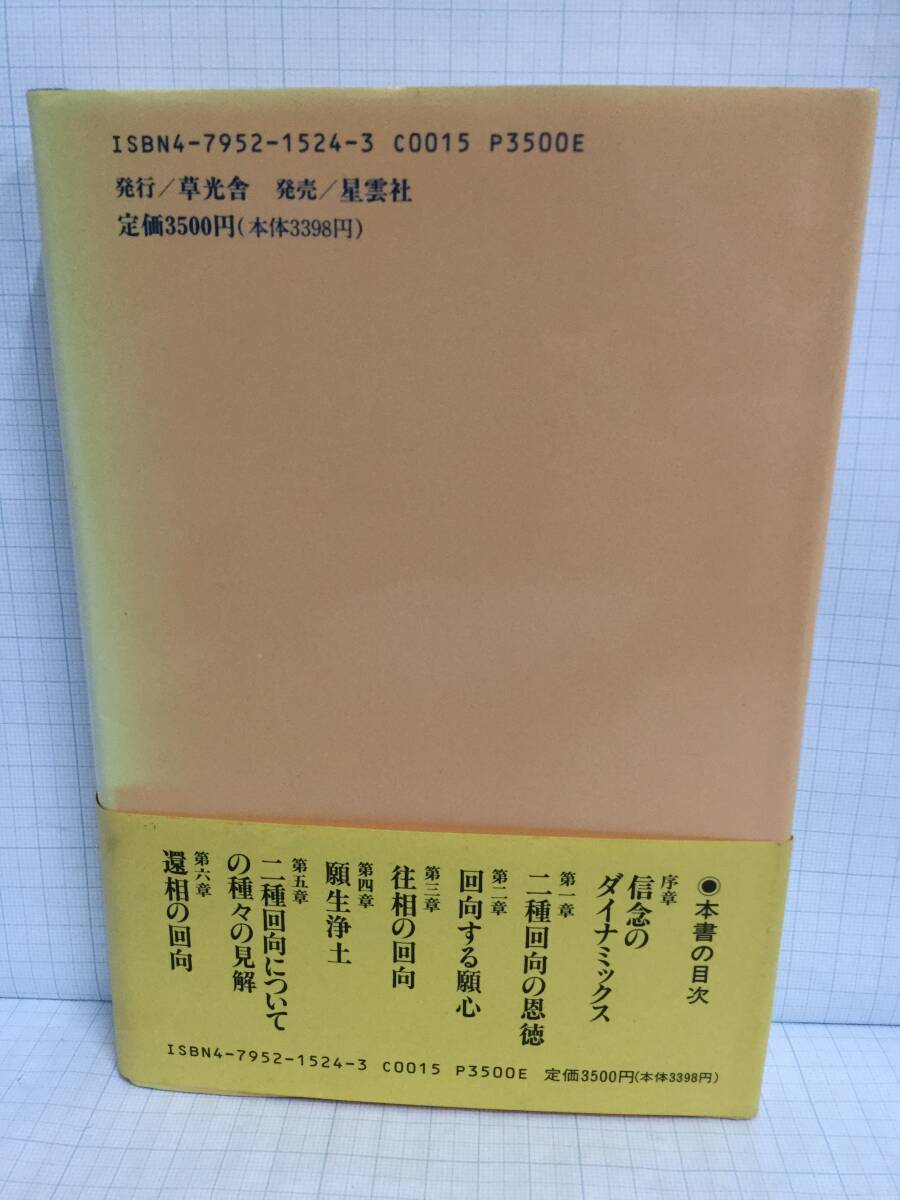 ISBN4-7952-1524-3 C0015 P3500E
発行／草光舎 発売／星雲社
定価3500円(本体3398円)
◉本書の目次
序章
信念の
ダイナミックス
第一章
二種回向の恩徳
第二章
回向する願心
第三章
往相の回向
第四章
願生浄土
第五章
二種回向について
の種々の見解
第六章
還相の回向
ISBN4-7952-1524-3 C0015 P3500E 定価3500円(本体3398円)